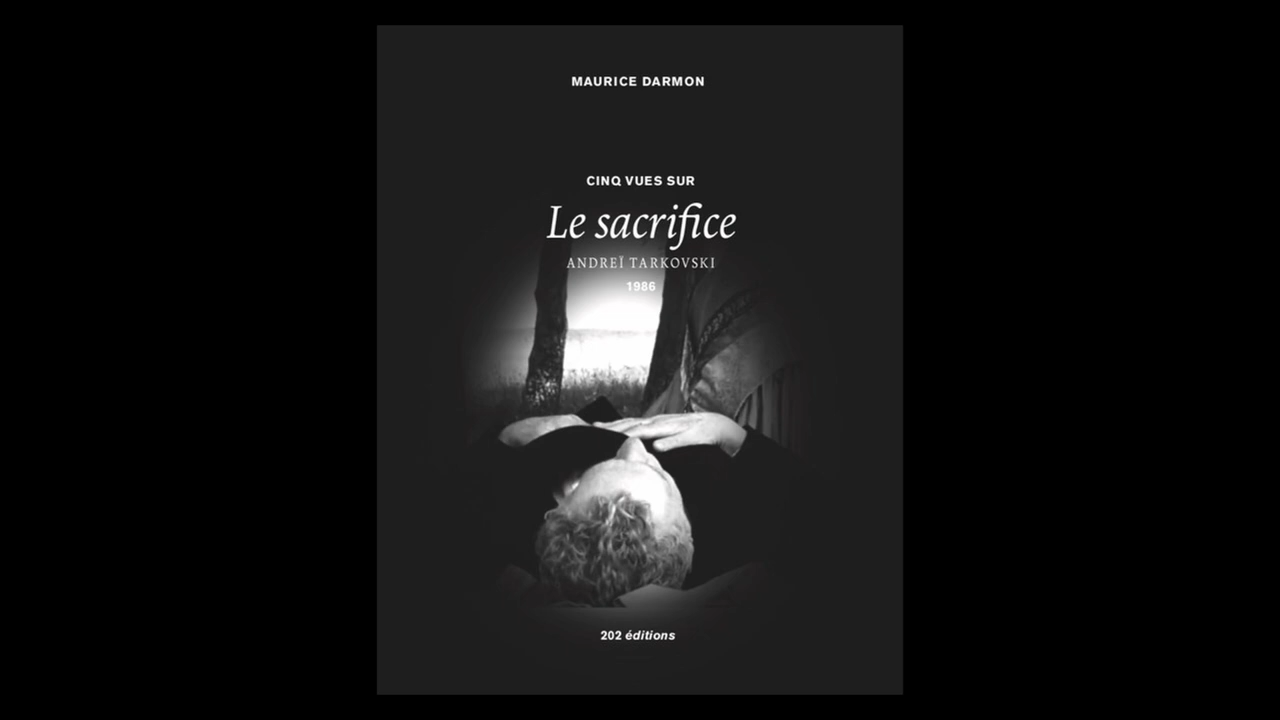 MAURICE DARMON
CINQ VUES SUR
Le sacrifice
ANDREÏ TARKOVSKI
1986
202 éditions